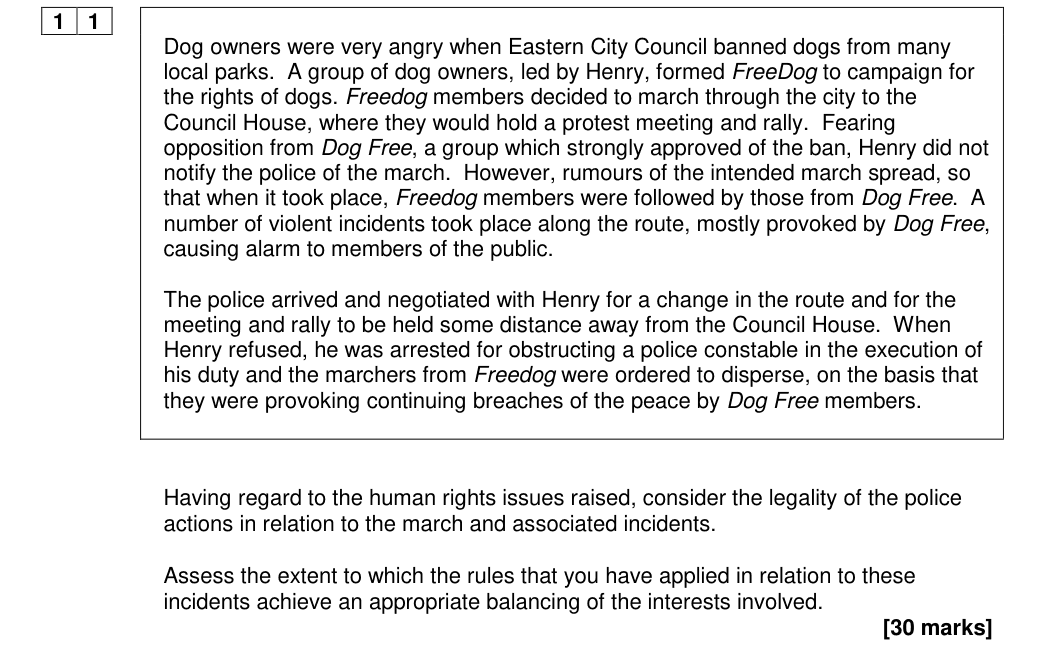 1 1
Dog owners were very angry when Eastern City Council banned dogs from many
local parks. A group of dog owners, led by Henry, formed FreeDog to campaign for
the rights of dogs. Freedog members decided to march through the city to the
Council House, where they would hold a protest meeting and rally. Fearing
opposition from Dog Free, a group which strongly approved of the ban, Henry did not
notify the police of the march. However, rumours of the intended march spread, so
that when it took place, Freedog members were followed by those from Dog Free. A
number of violent incidents took place along the route, mostly provoked by Dog Free,
causing alarm to members of the public.
The police arrived and negotiated with Henry for a change in the route and for the
meeting and rally to be held some distance away from the Council House. When
Henry refused, he was arrested for obstructing a police constable in the execution of
his duty and the marchers from Freedog were ordered to disperse, on the basis that
they were provoking continuing breaches of the peace by Dog Free members.
Having regard to the human rights issues raised, consider the legality of the police
actions in relation to the march and associated incidents.
Assess the extent to which the rules that you have applied in relation to these
incidents achieve an appropriate balancing of the interests involved.
[30 marks]